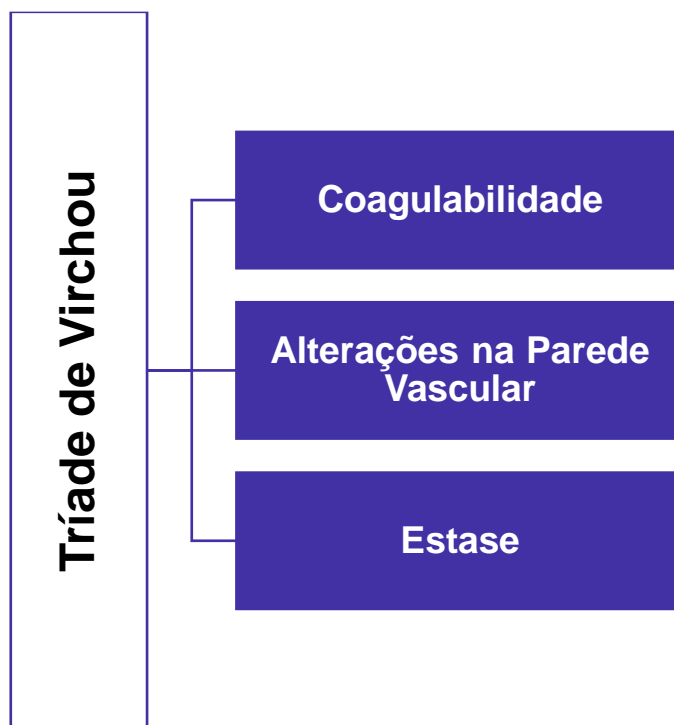 Tríade de Virchou
Coagulabilidade
Alterações na Parede
Vascular
Estase